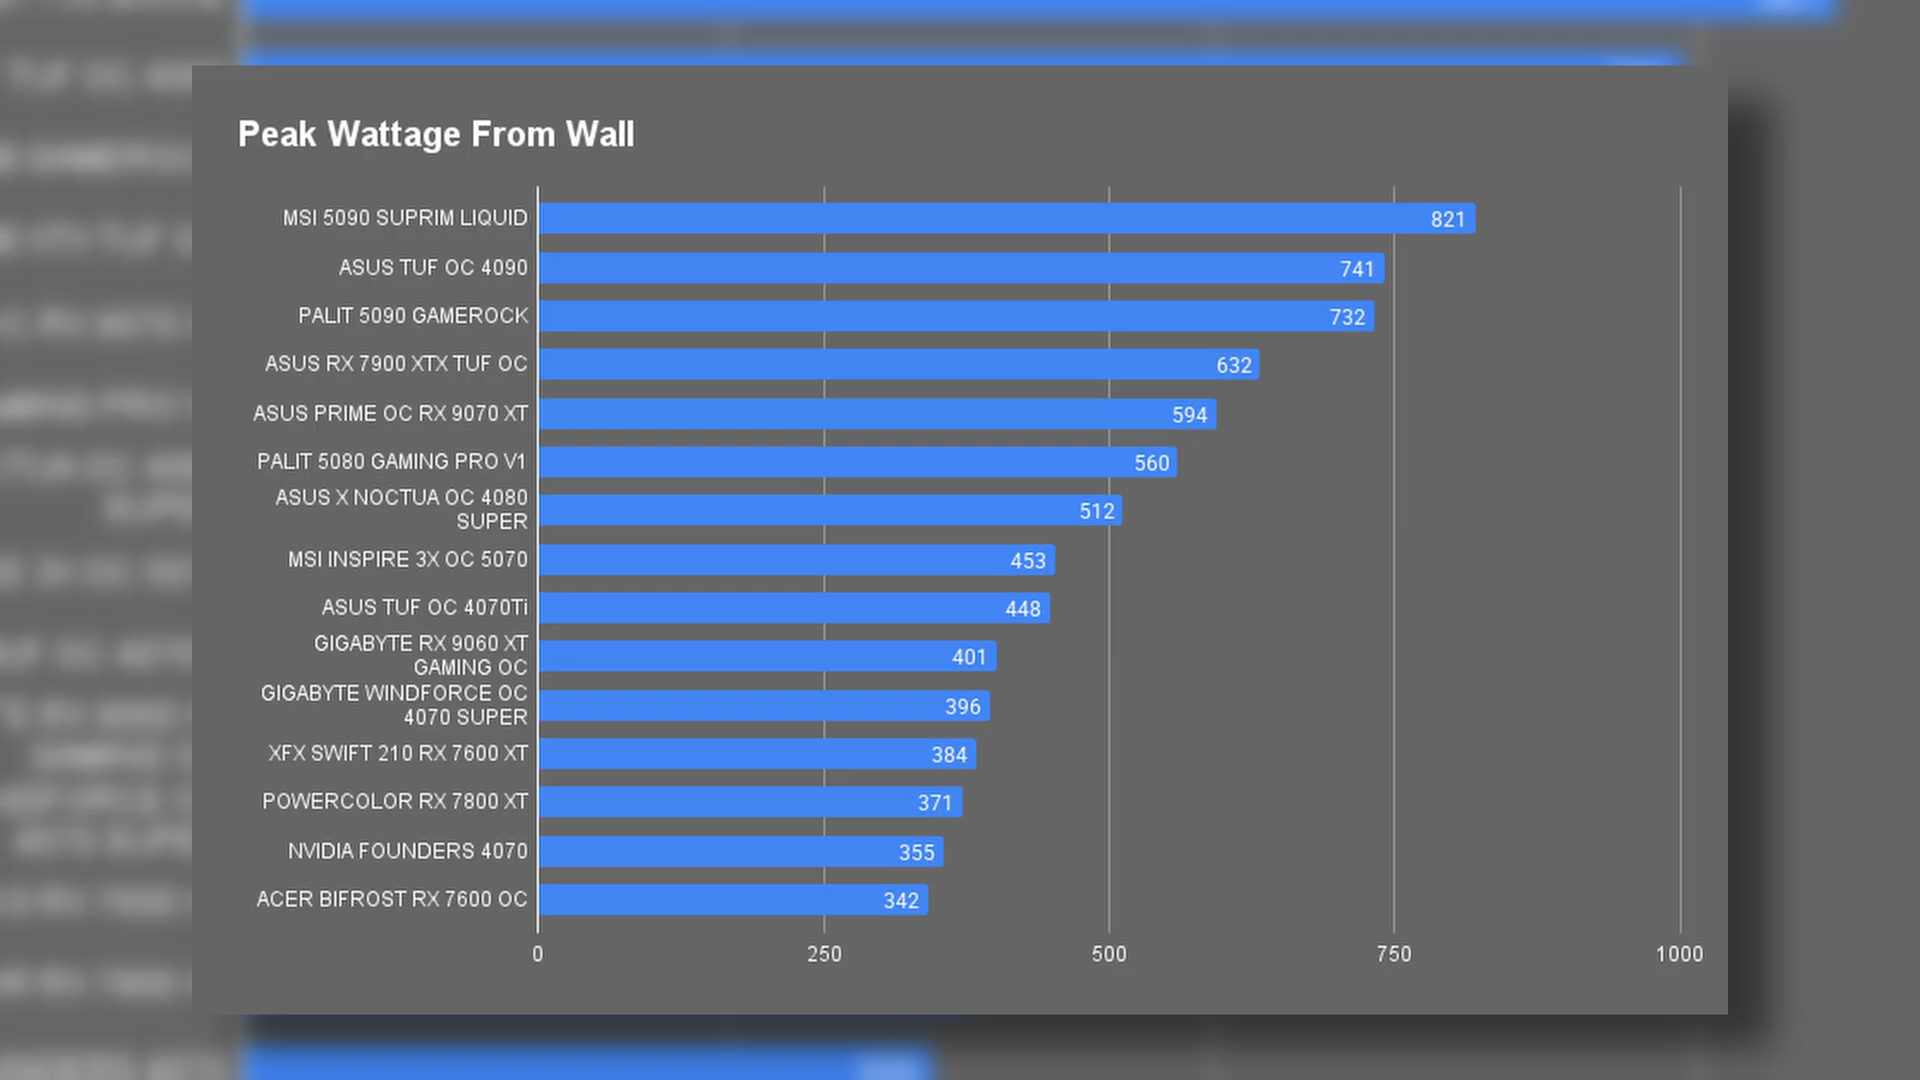 Peak Wattage From Wall
MSI 5090 SUPRIM LIQUID 821
ASUS TUF OC 4090 741
PALIT 5090 GAMEROCK 732
ASUS RX 7900 XTX TUF OC 632
ASUS PRIME OC RX 9070 XT 594
PALIT 5080 GAMING PRO V1 560
ASUS X NOCTUA OC 4080
SUPER 512
MSI INSPIRE 3X OC 5070 453
ASUS TUF OC 4070Ti 448
GIGABYTE RX 9060 XT
GAMING OC 401
GIGABYTE WINDFORCE OC
4070 SUPER 396
XFX SWIFT 210 RX 7600 XT 384
POWERCOLOR RX 7800 XT 371
NVIDIA FOUNDERS 4070 355
ACER BIFROST RX 7600 OC 342
0 250 500 750 1000